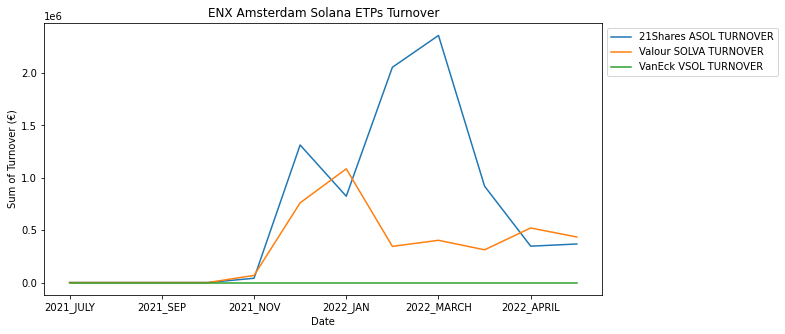 ENX Amsterdam Solana ETPs Turnover
1e6
21Shares ASOL TURNOVER
Valour SOLVA TURNOVER
VanEck VSOL TURNOVER
2.0
1.5
1.0
0.5
0.0
Sum of Turnover (€)
2021_JULY 2021_SEP 2021_NOV 2022_JAN 2022_MARCH 2022_APRIL
Date